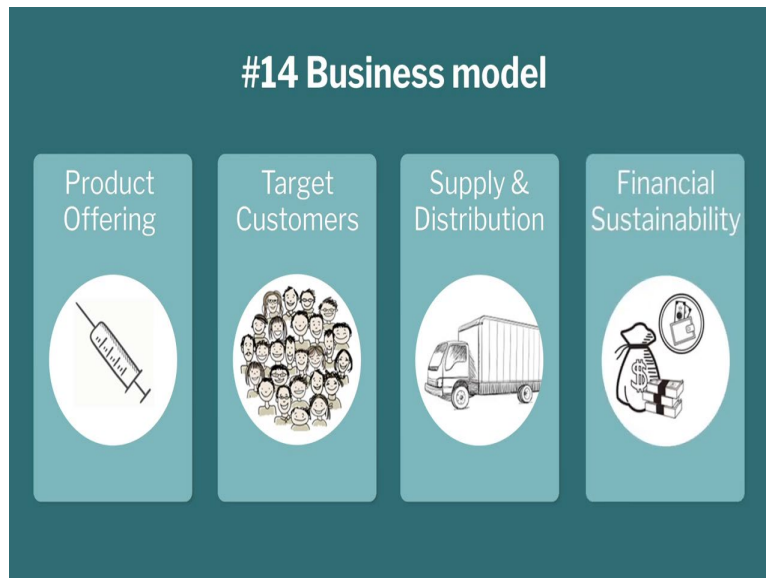 #14 Business model
Product
Offering
Target
Customers
Supply &
Distribution
Financial
Sustainability
$